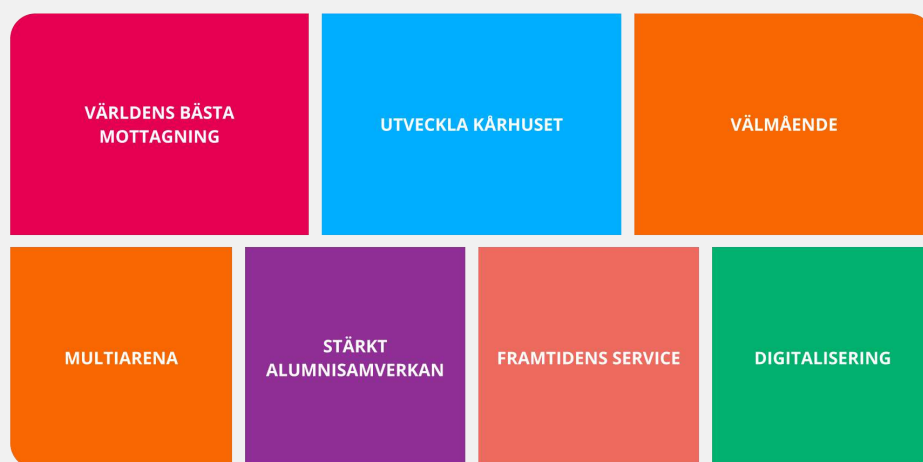 VÄRLDENS BÄSTA
MOTTAGNING
UTVECKLA KÅRHUSET
VÄLMÅENDE
MULTIARENA
STÄRKT
ALUMNISAMVERKAN
FRAMTIDENS SERVICE
DIGITALISERING